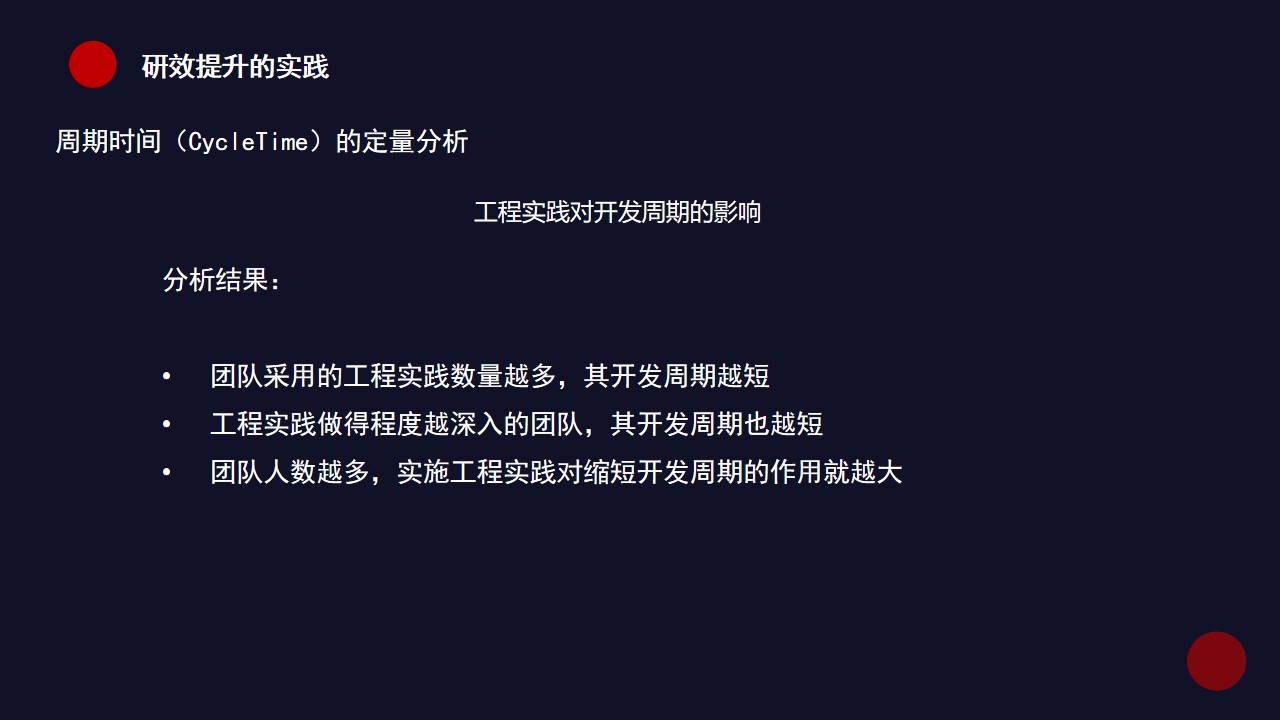 研效提升的实践
周期时间（CycleTime）的定量分析
工程实践对开发周期的影响
分析结果：
• 团队采用的工程实践数量越多，其开发周期越短
• 工程实践做得程度越深入的团队，其开发周期也越短
• 团队人数越多，实施工程实践对缩短开发周期的作用就越大